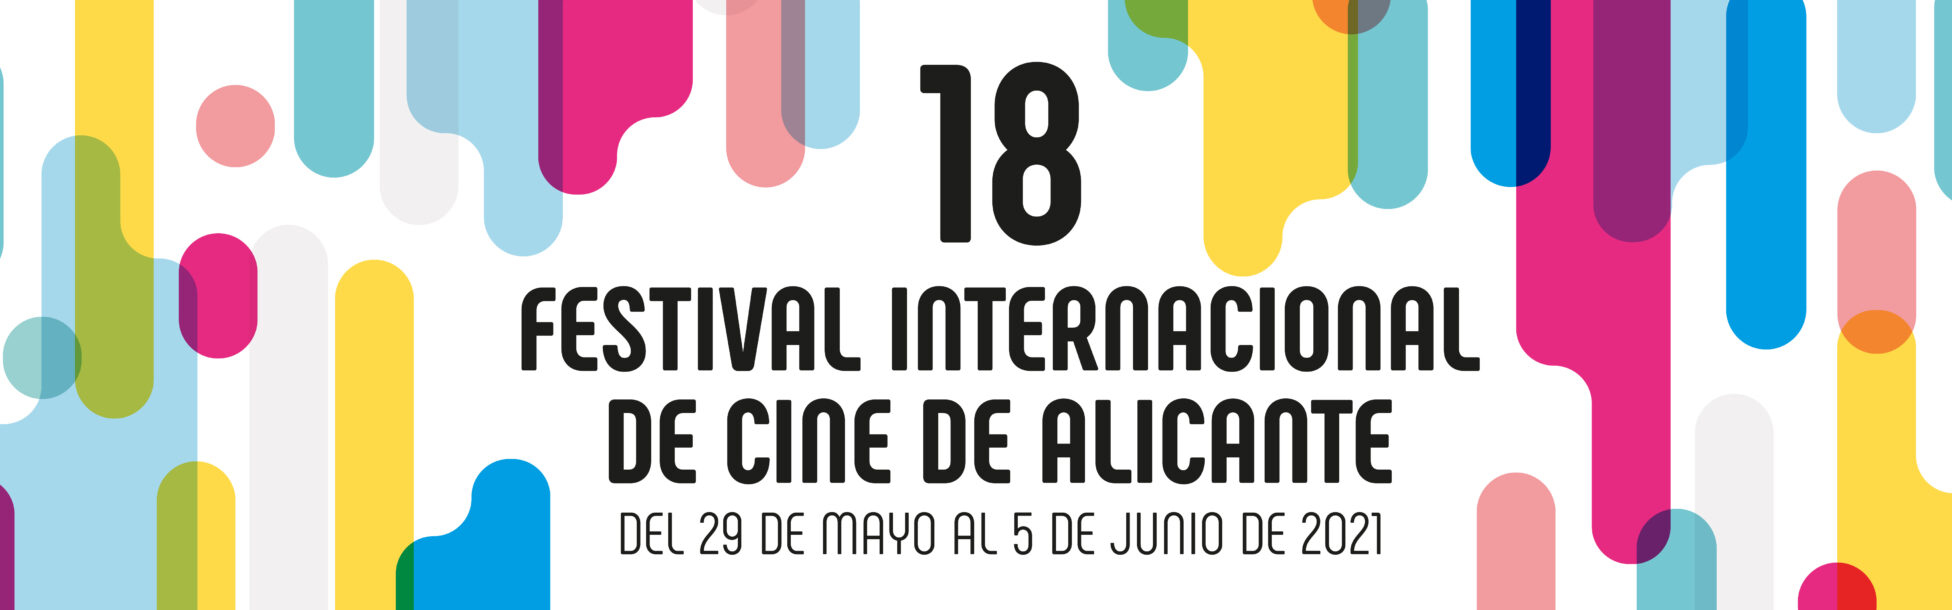 18
FESTIVAL INTERNACIONAL
DE CINE DE ALICANTE
DEL 29 DE MAYO AL 5 DE JUNIO DE 2021